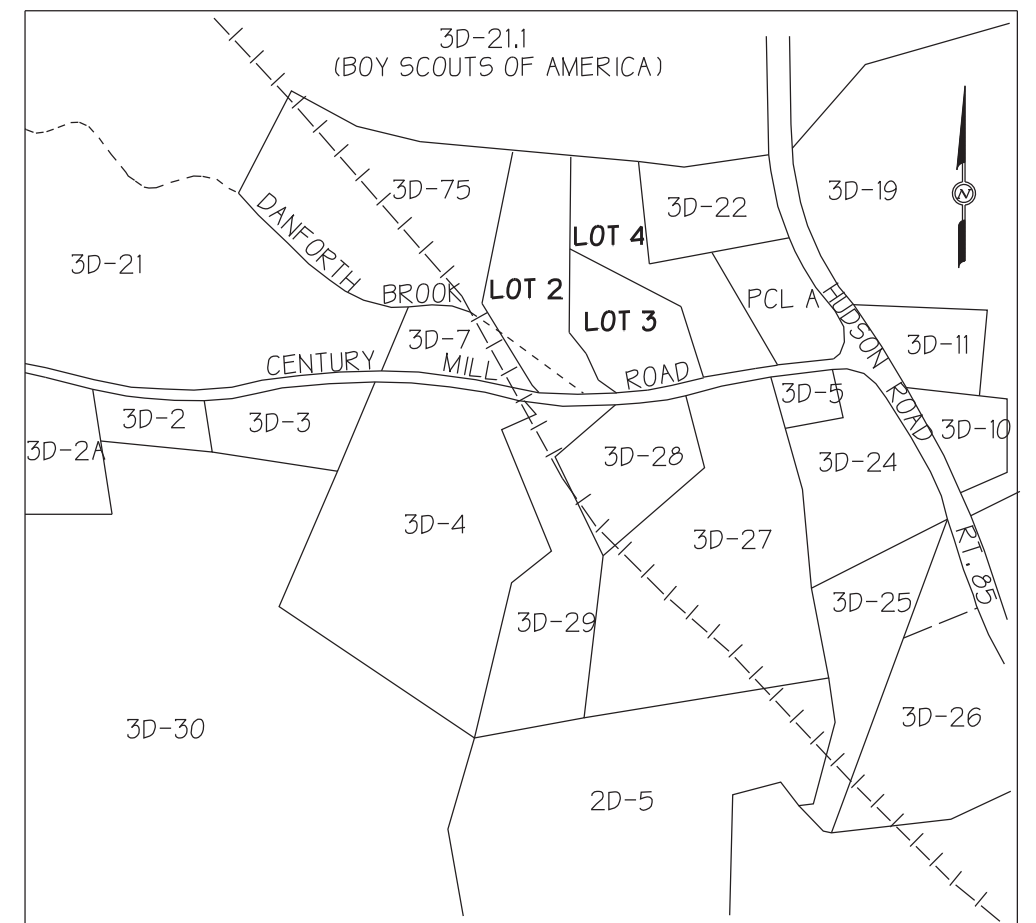 3D-21.1
(BOY SCOUTS OF AMERICA)
3D-75
3D-22
3D-19
N
DANFORTH BROOK
LOT 4
3D-21
LOT 2
LOT 3
PCL A
HUDSON ROAD
RT. 85
3D-7
3D-11
CENTURY MILL ROAD
3D-5
3D-2
3D-3
3D-10
3D-2A
3D-28
3D-24
3D-4
3D-27
3D-25
3D-29
3D-26
3D-30
2D-5